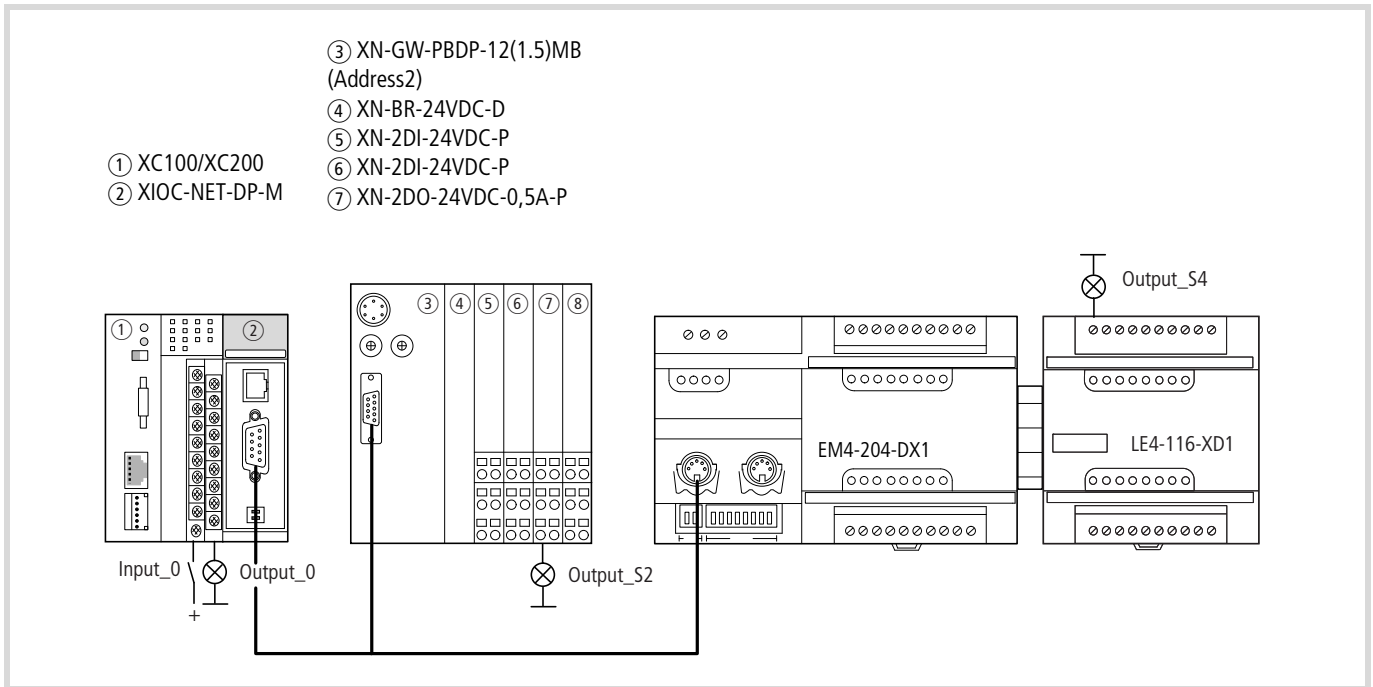 ③ XN-GW-PBDP-12(1.5)MB
(Address2)
④ XN-BR-24VDC-D
⑤ XN-2DI-24VDC-P
⑥ XN-2DI-24VDC-P
⑦ XN-2DO-24VDC-0,5A-P
① XC100/XC200
② XIOC-NET-DP-M
Output_S4
① ② ③ ④ ⑤ ⑥ ⑦ ⑧
EM4-204-DX1
LE4-116-XD1
Input_0
Output_0
Output_S2
+